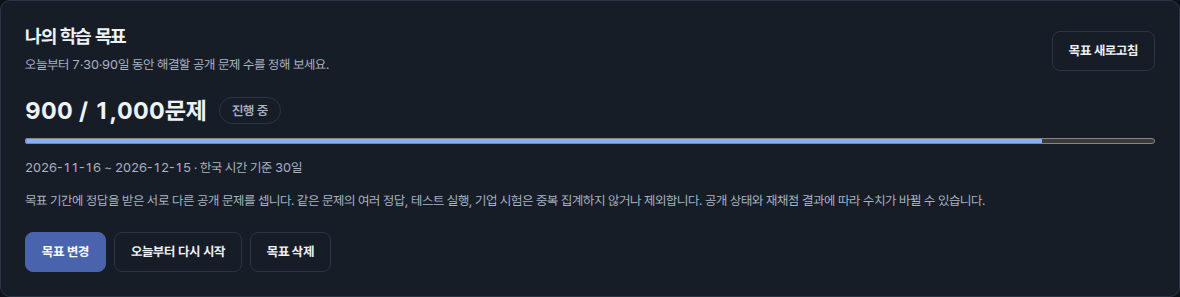 나의 학습 목표
오늘부터 7·30·90일 동안 해결할 공개 문제 수를 정해 보세요.
목표 새로고침
900 / 1,000문제
진행 중
2026-11-16 ~ 2026-12-15 · 한국 시간 기준 30일
목표 기간에 정답을 받은 서로 다른 공개 문제를 셉니다. 같은 문제의 여러 정답, 테스트 실행, 기업 시험은 중복 집계하지 않거나 제외합니다. 공개 상태와 재채점 결과에 따라 수치가 바뀔 수 있습니다.
목표 변경
오늘부터 다시 시작
목표 삭제